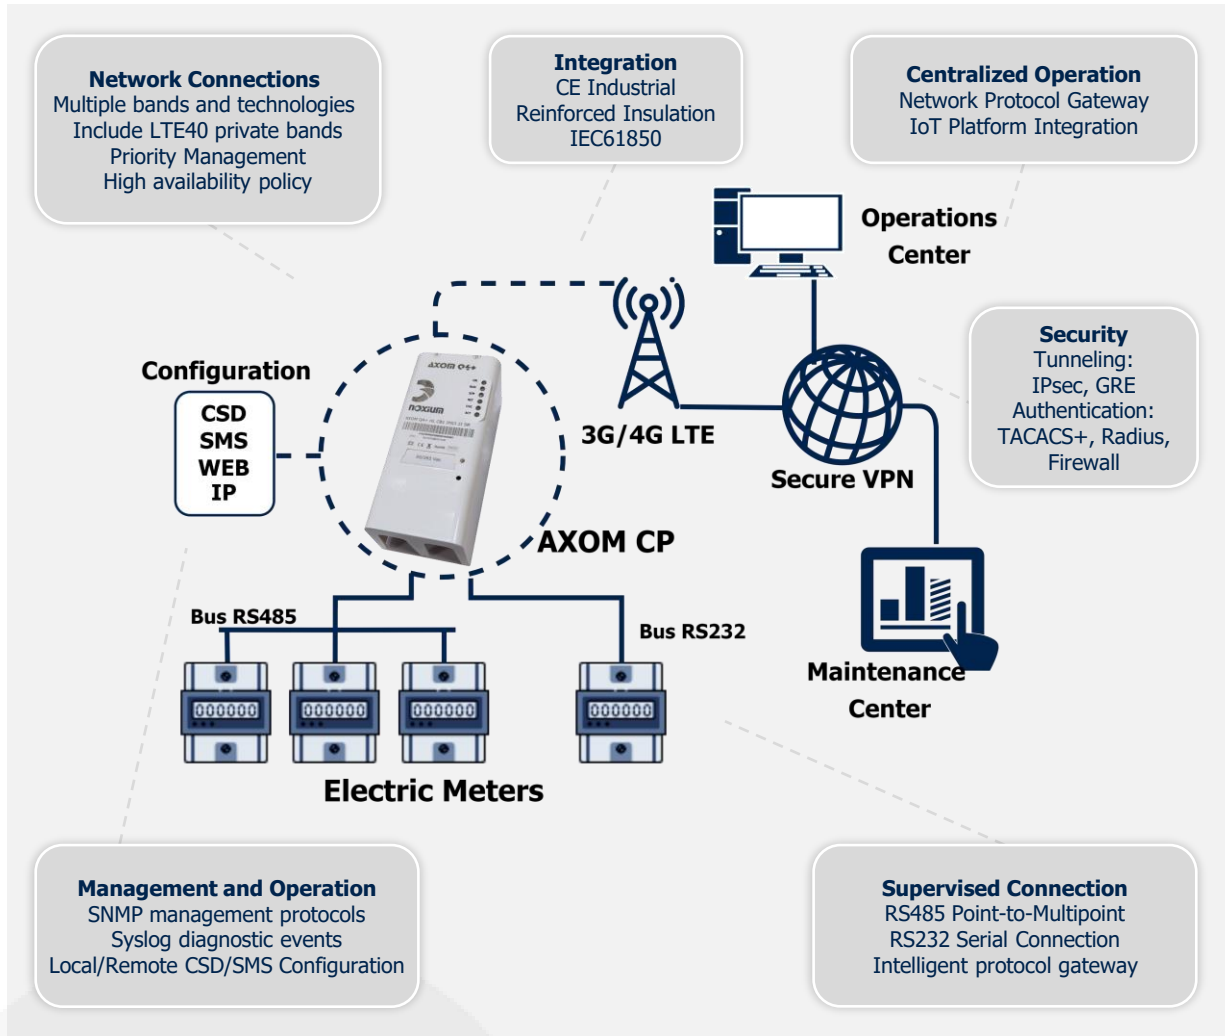 Network Connections
Multiple bands and technologies
Include LTE40 private bands
Priority Management
High availability policy
Integration
CE Industrial
Reinforced Insulation
IEC61850
Centralized Operation
Network Protocol Gateway
IoT Platform Integration
Operations
Center
Security
Tunneling:
IPsec, GRE
Authentication:
TACACS+, Radius,
Firewall
Configuration
CSD
SMS
WEB
IP
noxium
3G/4G LTE
Secure VPN
AXOM CP
Bus RS485
Bus RS232
Maintenance
Center
000000
000000
000000
000000
Electric Meters
Management and Operation
SNMP management protocols
Syslog diagnostic events
Local/Remote CSD/SMS Configuration
Supervised Connection
RS485 Point-to-Multipoint
RS232 Serial Connection
Intelligent protocol gateway